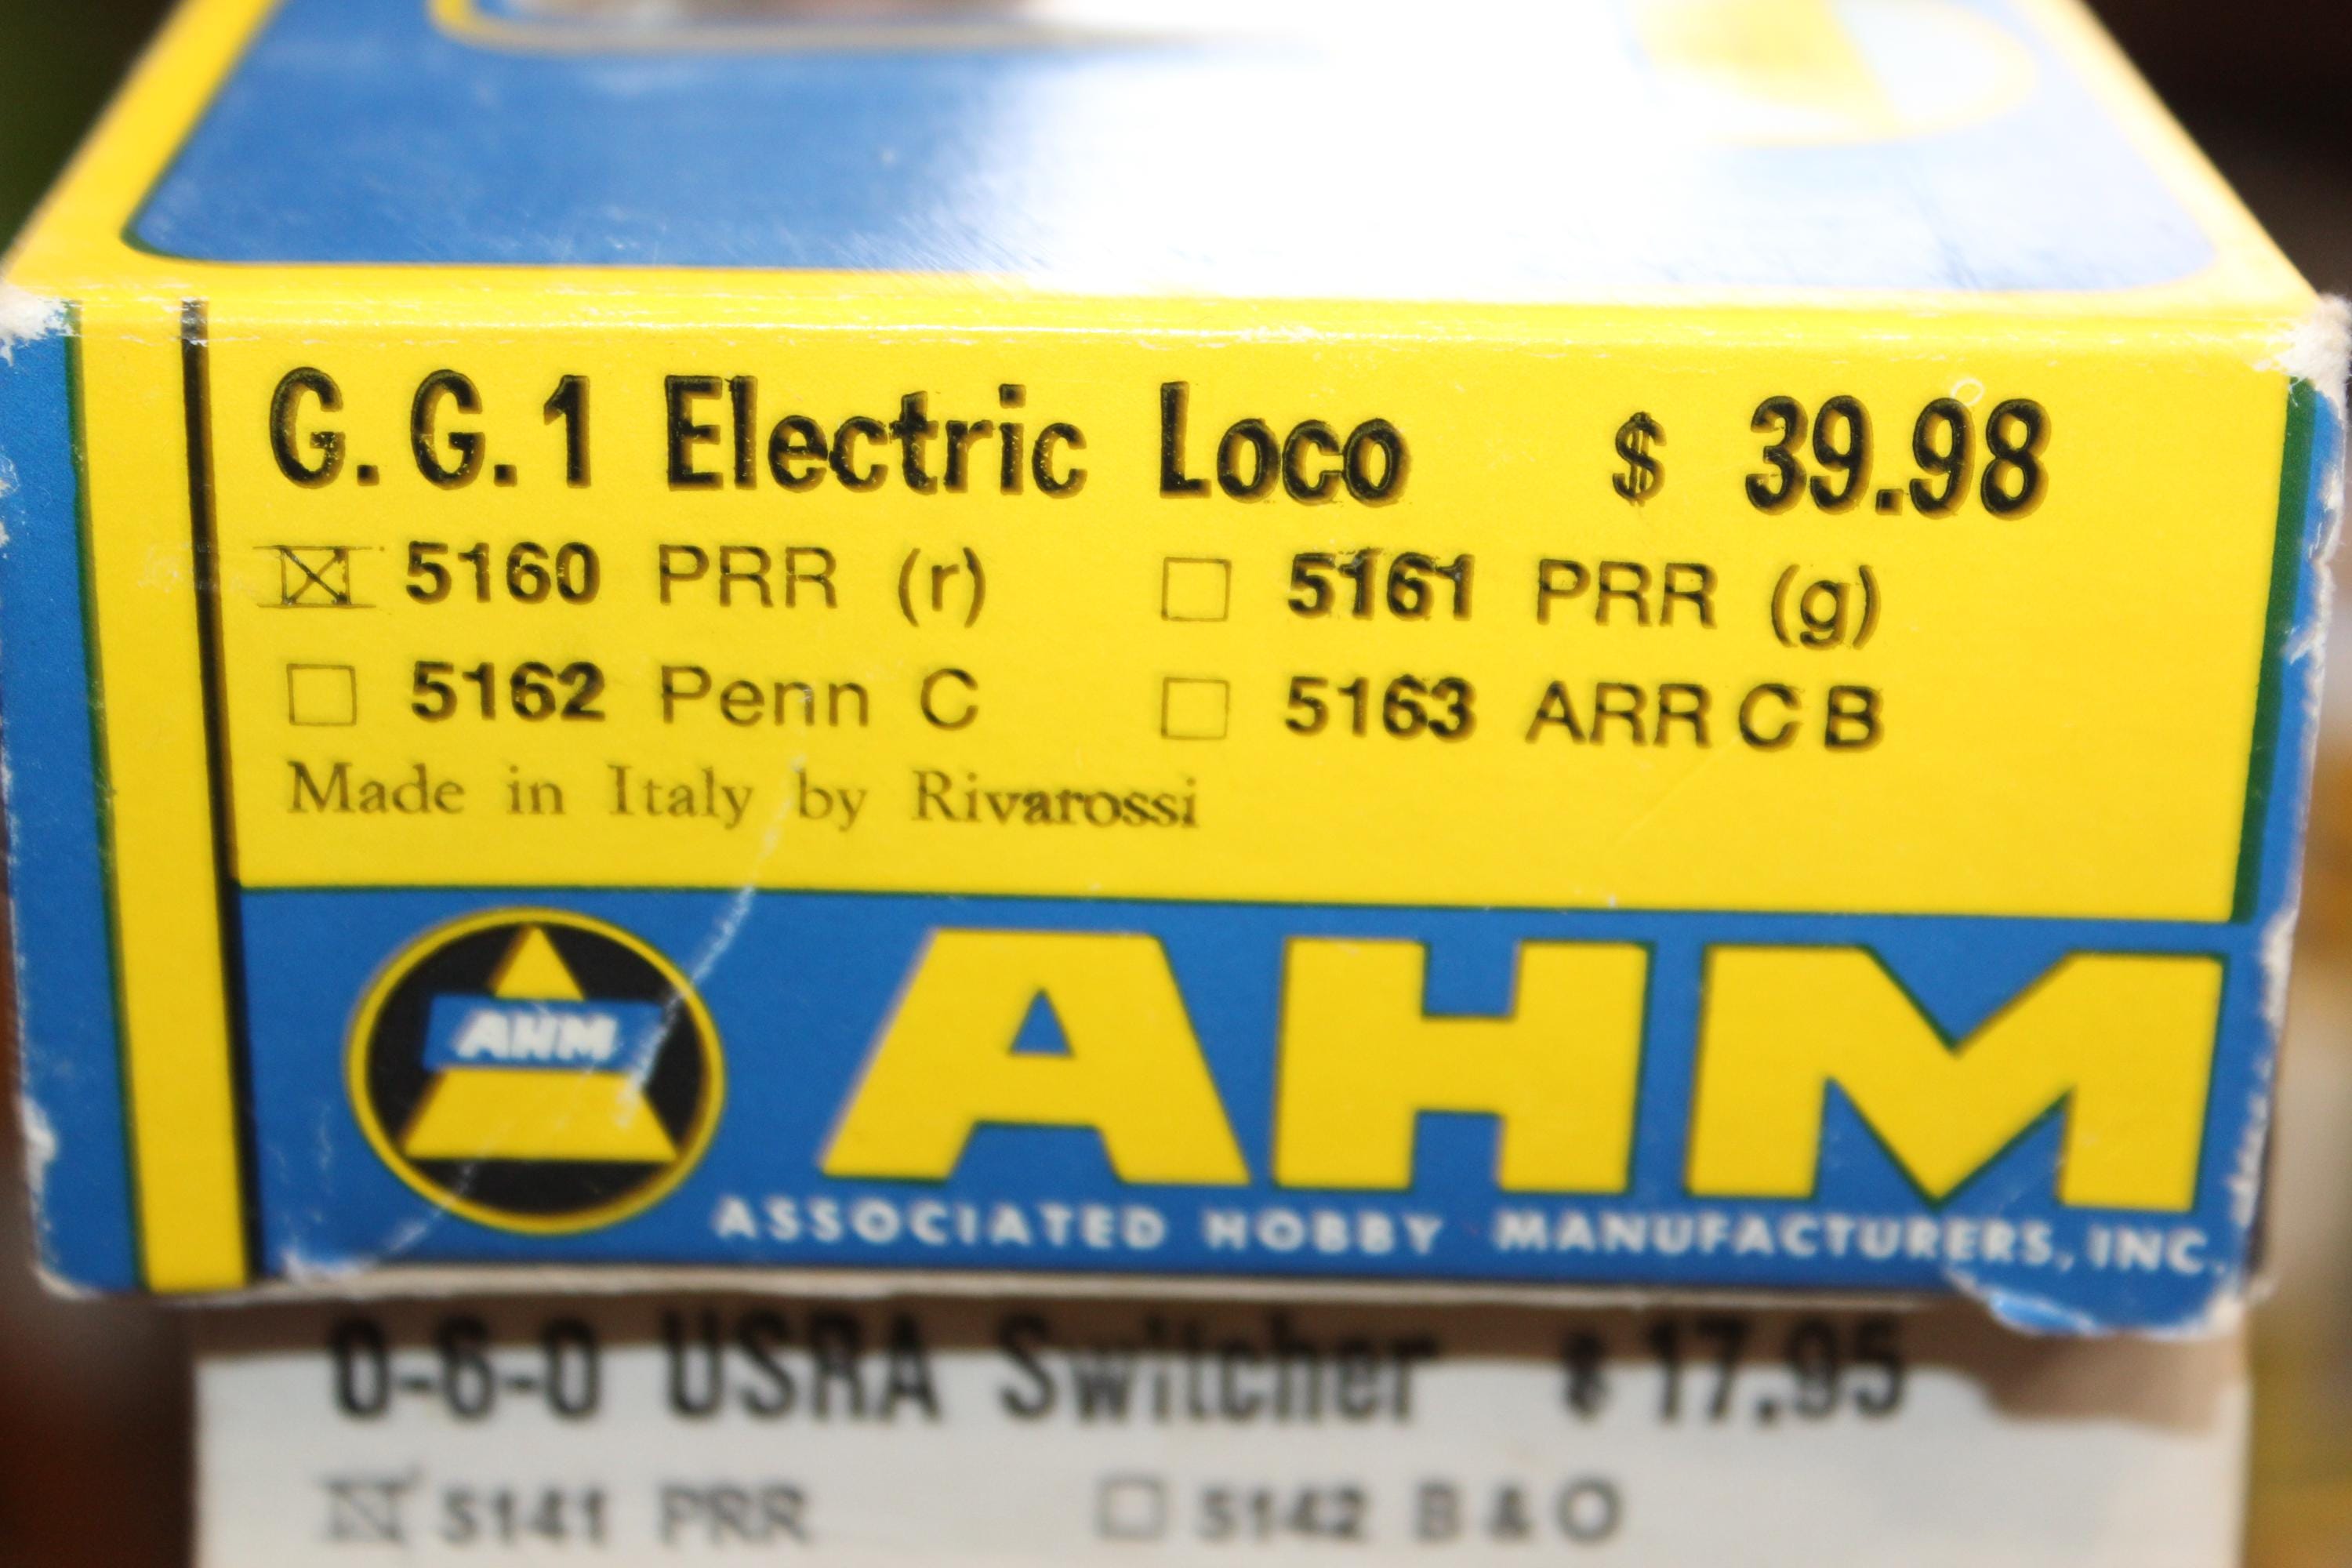 G.G.1 Electric Loco $ 39.98
☒ 5160 PRR (r) ☐ 5161 PRR (g)
☐ 5162 Penn C ☐ 5163 ARR C B
Made in Italy by Rivarossi
AHM
AHM
ASSOCIATED HOBBY MANUFACTURERS, INC.
0-6-0 USRA Switcher $ 17.95
☒ 5141 PRR ☐ 5142 B & O